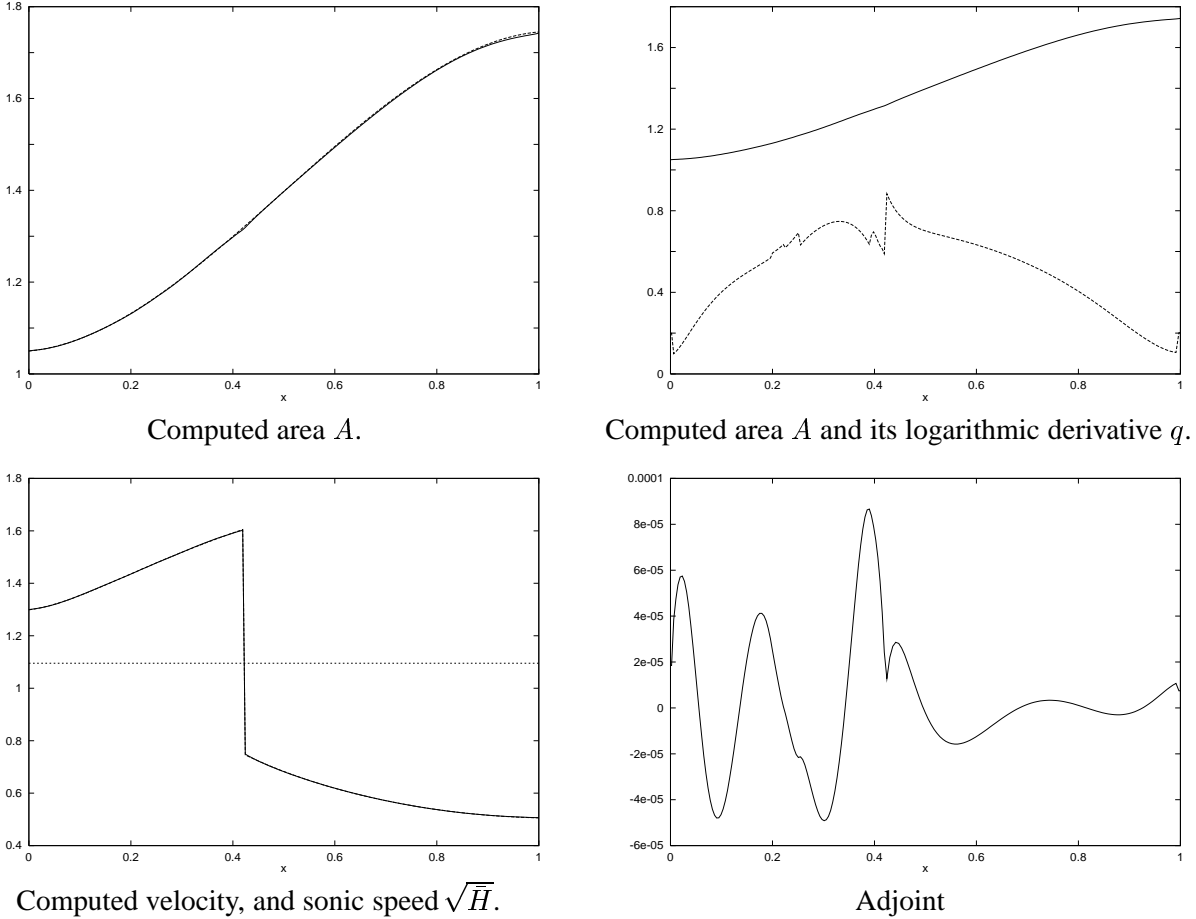 1.8
1.6
1.4
1.2
1
0 0.2 0.4 0.6 0.8 1
x
Computed area A.
1.6
1.2
0.8
0.4
0
0 0.2 0.4 0.6 0.8 1
x
Computed area A and its logarithmic derivative q.
1.8
1.6
1.4
1.2
1
0.8
0.6
0.4
0 0.2 0.4 0.6 0.8 1
x
Computed velocity, and sonic speed √H̄.
0.0001
8e-05
6e-05
4e-05
2e-05
0
-2e-05
-4e-05
-6e-05
0 0.2 0.4 0.6 0.8 1
x
Adjoint